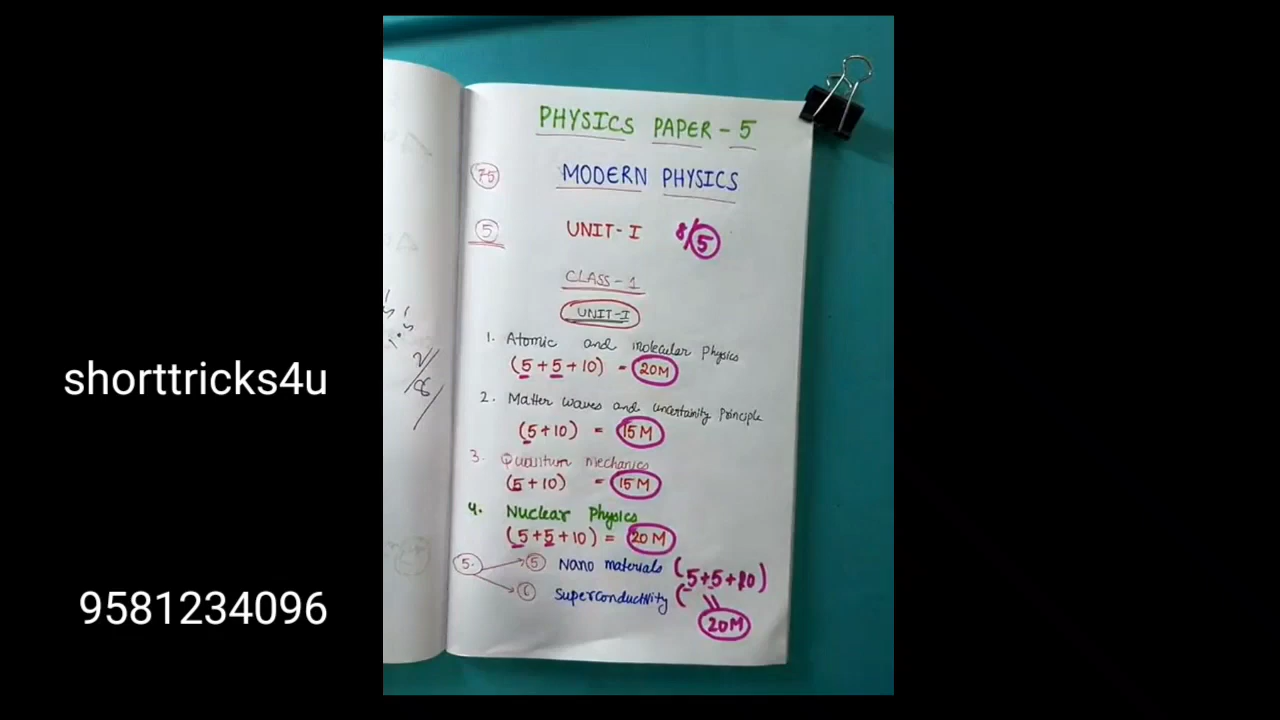 PHYSICS PAPER - 5
75
MODERN PHYSICS
5
UNIT-I 8/5
CLASS-1
UNIT-I
1. Atomic and molecular Physics
(5+5+10) = 20M
2. Matter waves and uncertainity principle
(5+10) = 15M
3. Quantum mechanics
(5+10) = 15M
4. Nuclear Physics
(5+5+10) = 20M
5. 5 Nano materials (5+5+10)
6 Superconductivity (
20M
shorttricks4u
9581234096